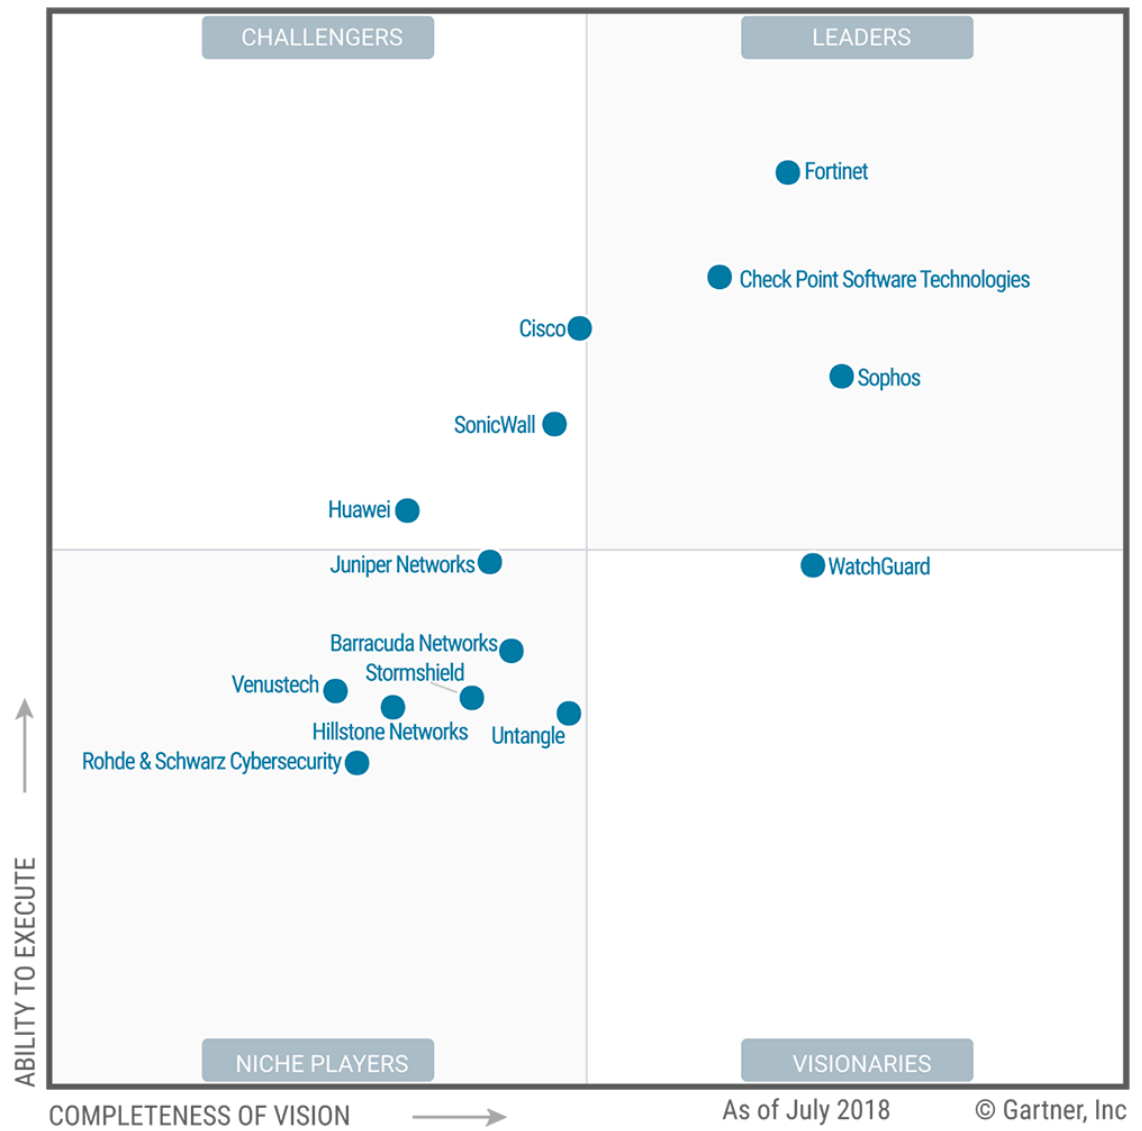 CHALLENGERS
LEADERS
Fortinet
Check Point Software Technologies
Cisco
Sophos
SonicWall
Huawei
Juniper Networks
WatchGuard
Barracuda Networks
Stormshield
Venustech
Hillstone Networks
Untangle
Rohde & Schwarz Cybersecurity
ABILITY TO EXECUTE
NICHE PLAYERS
VISIONARIES
COMPLETENESS OF VISION
As of July 2018
© Gartner, Inc